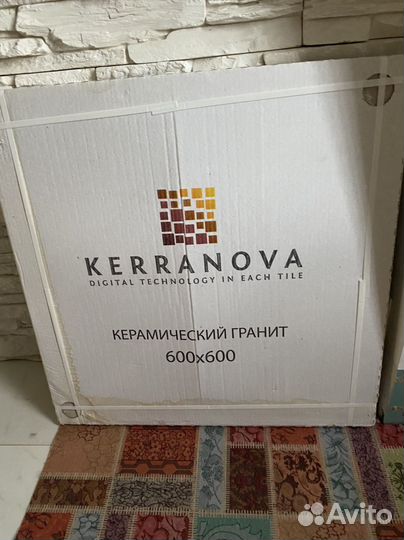 KERRANOVA
DIGITAL TECHNOLOGY IN EACH TILE
КЕРАМИЧЕСКИЙ ГРАНИТ
600x600
Avito